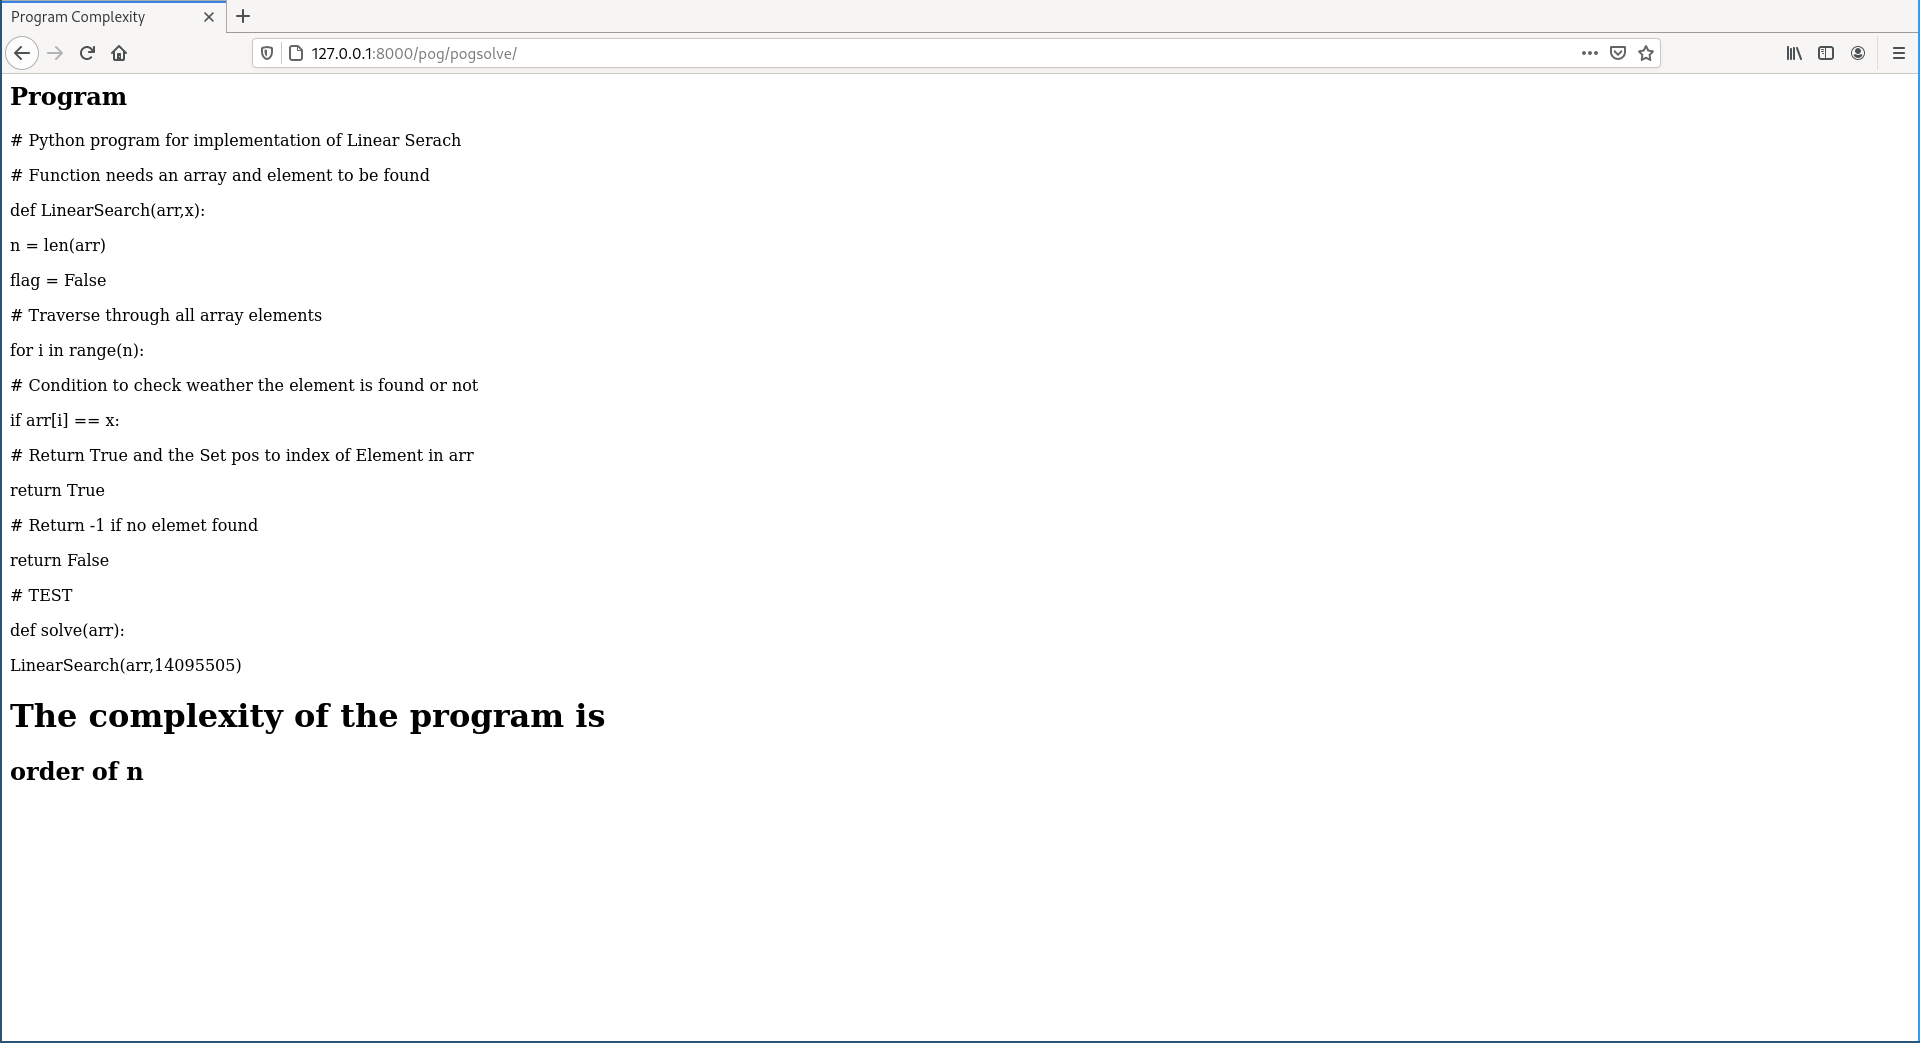 Program Complexity
127.0.0.1:8000/pog/pogsolve/
Program
# Python program for implementation of Linear Serach
# Function needs an array and element to be found
def LinearSearch(arr,x):
n = len(arr)
flag = False
# Traverse through all array elements
for i in range(n):
# Condition to check weather the element is found or not
if arr[i] == x:
# Return True and the Set pos to index of Element in arr
return True
# Return -1 if no elemet found
return False
# TEST
def solve(arr):
LinearSearch(arr,14095505)
The complexity of the program is
order of n